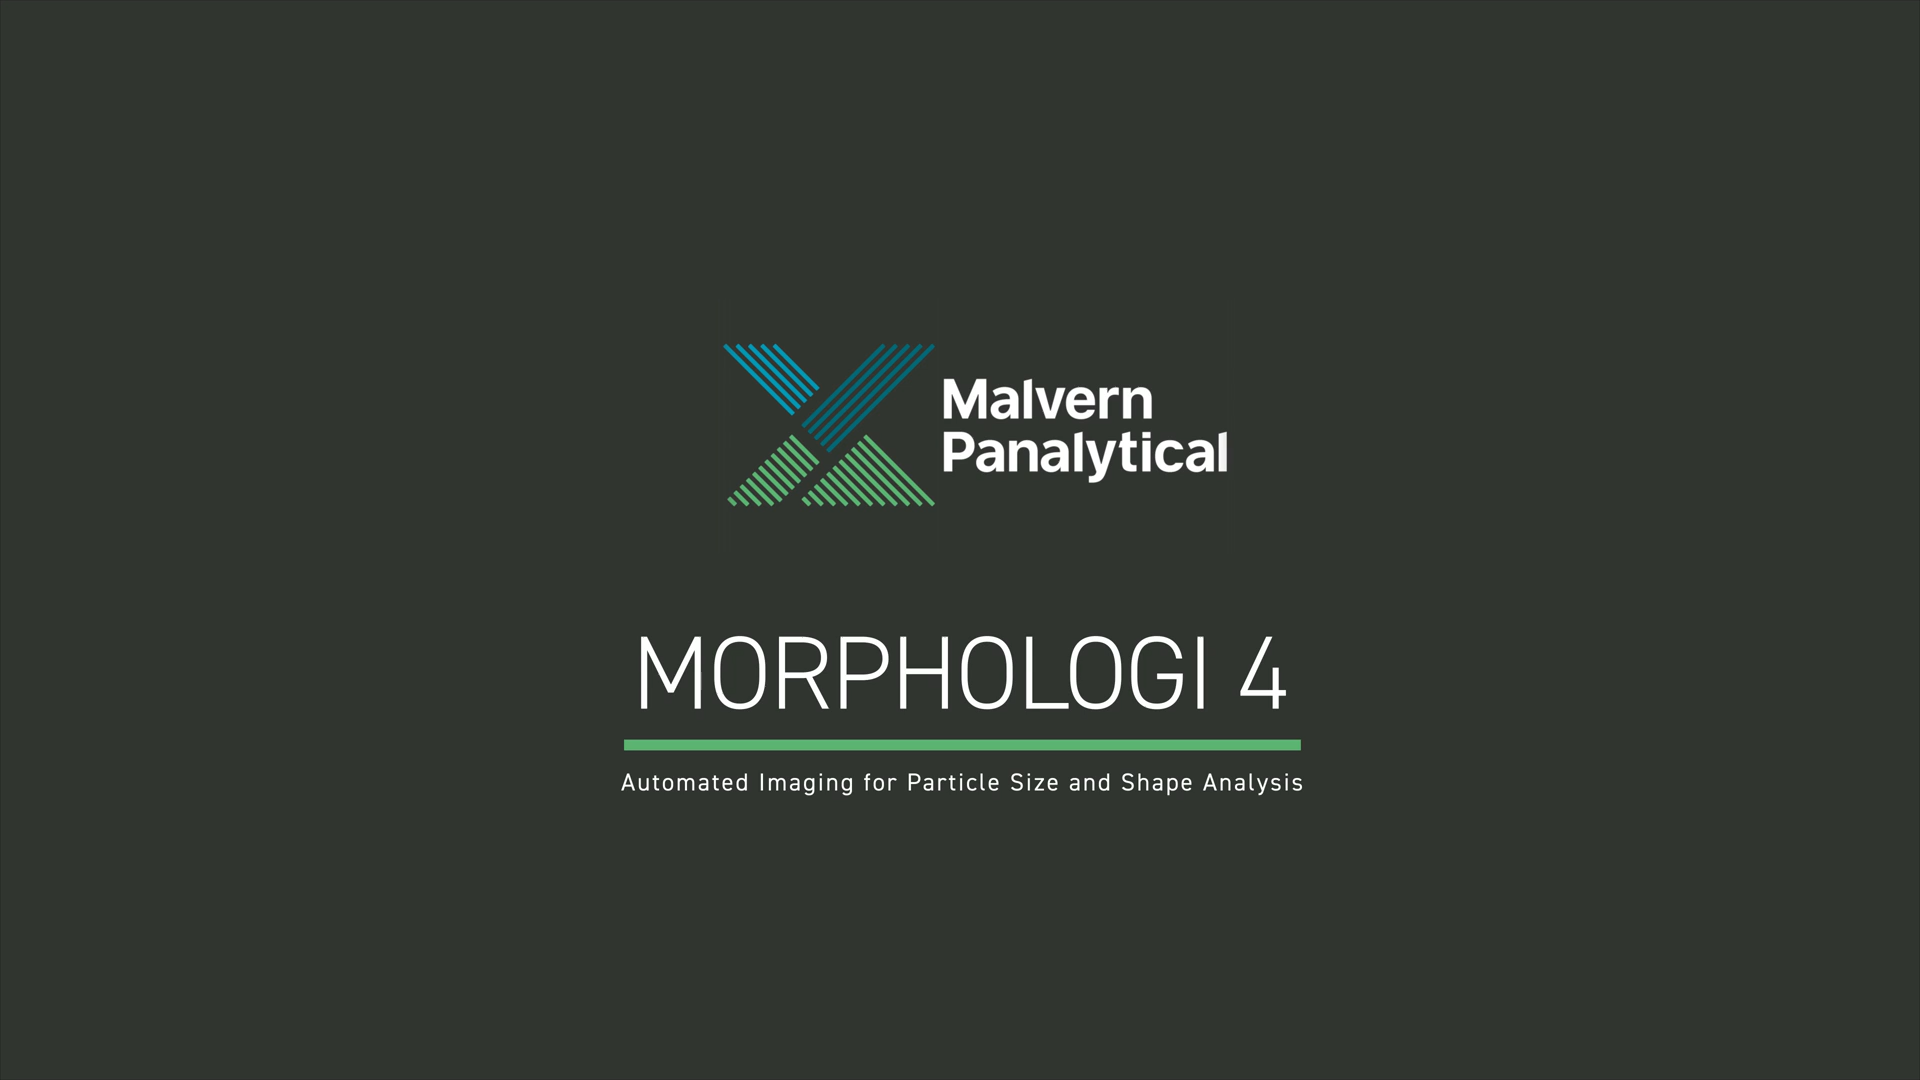 Malvern
Panalytical
MORPHOLOGI 4
Automated Imaging for Particle Size and Shape Analysis